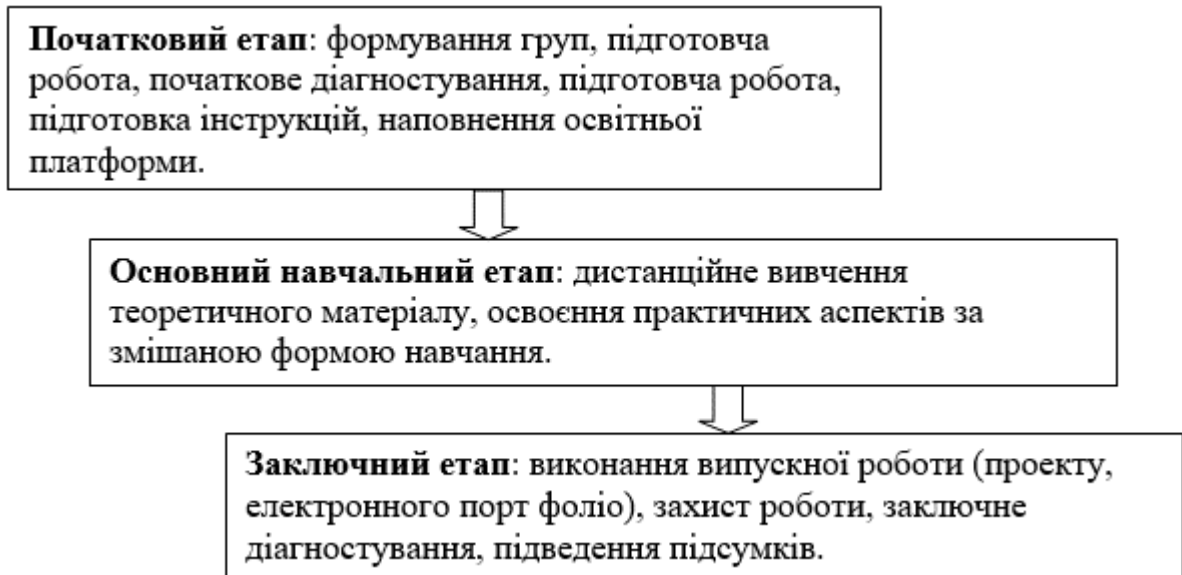 Початковий етап: формування груп, підготовча
робота, початкове діагностування, підготовча робота,
підготовка інструкцій, наповнення освітньої
платформи.
Основний навчальний етап: дистанційне вивчення
теоретичного матеріалу, освоєння практичних аспектів за
змішаною формою навчання.
Заключний етап: виконання випускної роботи (проекту,
електронного порт фоліо), захист роботи, заключне
діагностування, підведення підсумків.